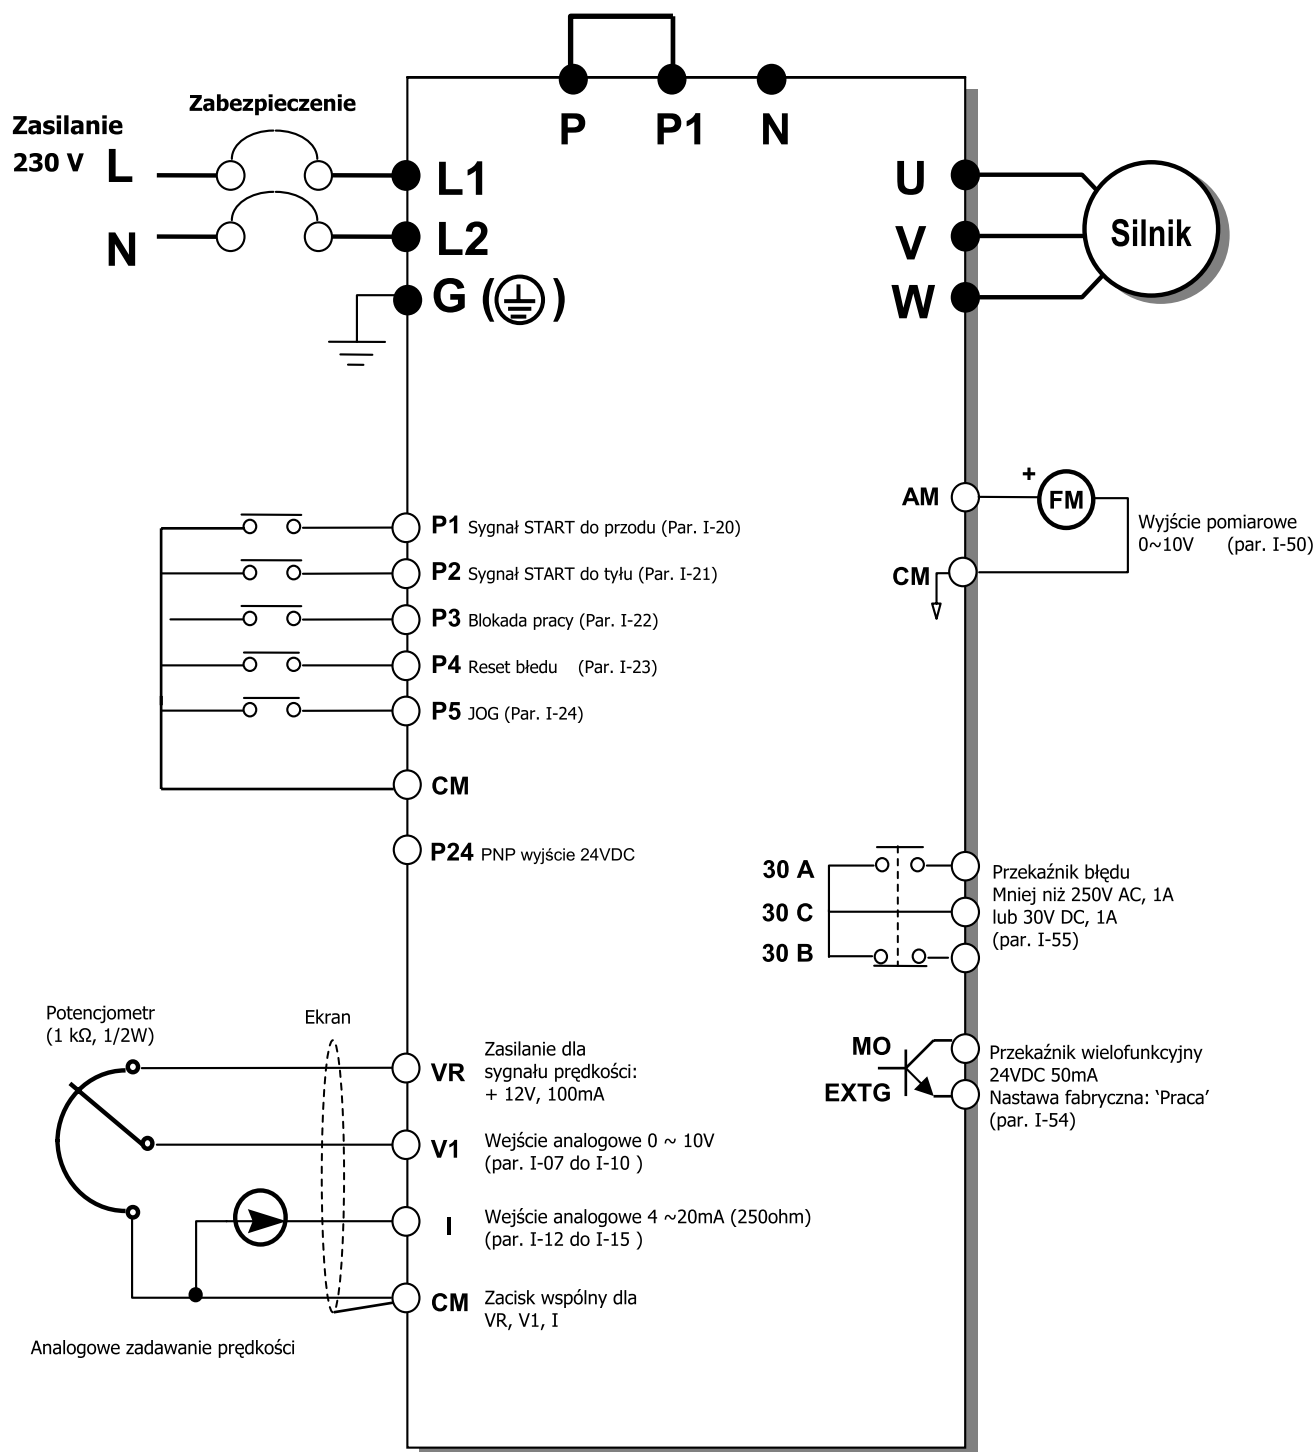 P
P1
N
Zabezpieczenie
Zasilanie
230 V
L
L1
N
L2
G
U
V
W
Silnik
P1 Sygnał START do przodu (Par. I-20)
P2 Sygnał START do tyłu (Par. I-21)
P3 Blokada pracy (Par. I-22)
P4 Reset błedu (Par. I-23)
P5 JOG (Par. I-24)
CM
P24 PNP wyjście 24VDC
AM
+
FM
CM
Wyjście pomiarowe
0~10V (par. I-50)
30 A
30 C
30 B
Przekaźnik błędu
Mniej niż 250V AC, 1A
lub 30V DC, 1A
(par. I-55)
MO
EXTG
Przekaźnik wielofunkcyjny
24VDC 50mA
Nastawa fabryczna: ‘Praca’
(par. I-54)
Potencjometr
(1 kΩ, 1/2W)
Ekran
VR
Zasilanie dla
sygnału prędkości:
+ 12V, 100mA
V1
Wejście analogowe 0 ~ 10V
(par. I-07 do I-10 )
I
Wejście analogowe 4 ~20mA (250ohm)
(par. I-12 do I-15 )
CM
Zacisk wspólny dla
VR, V1, I
Analogowe zadawanie prędkości